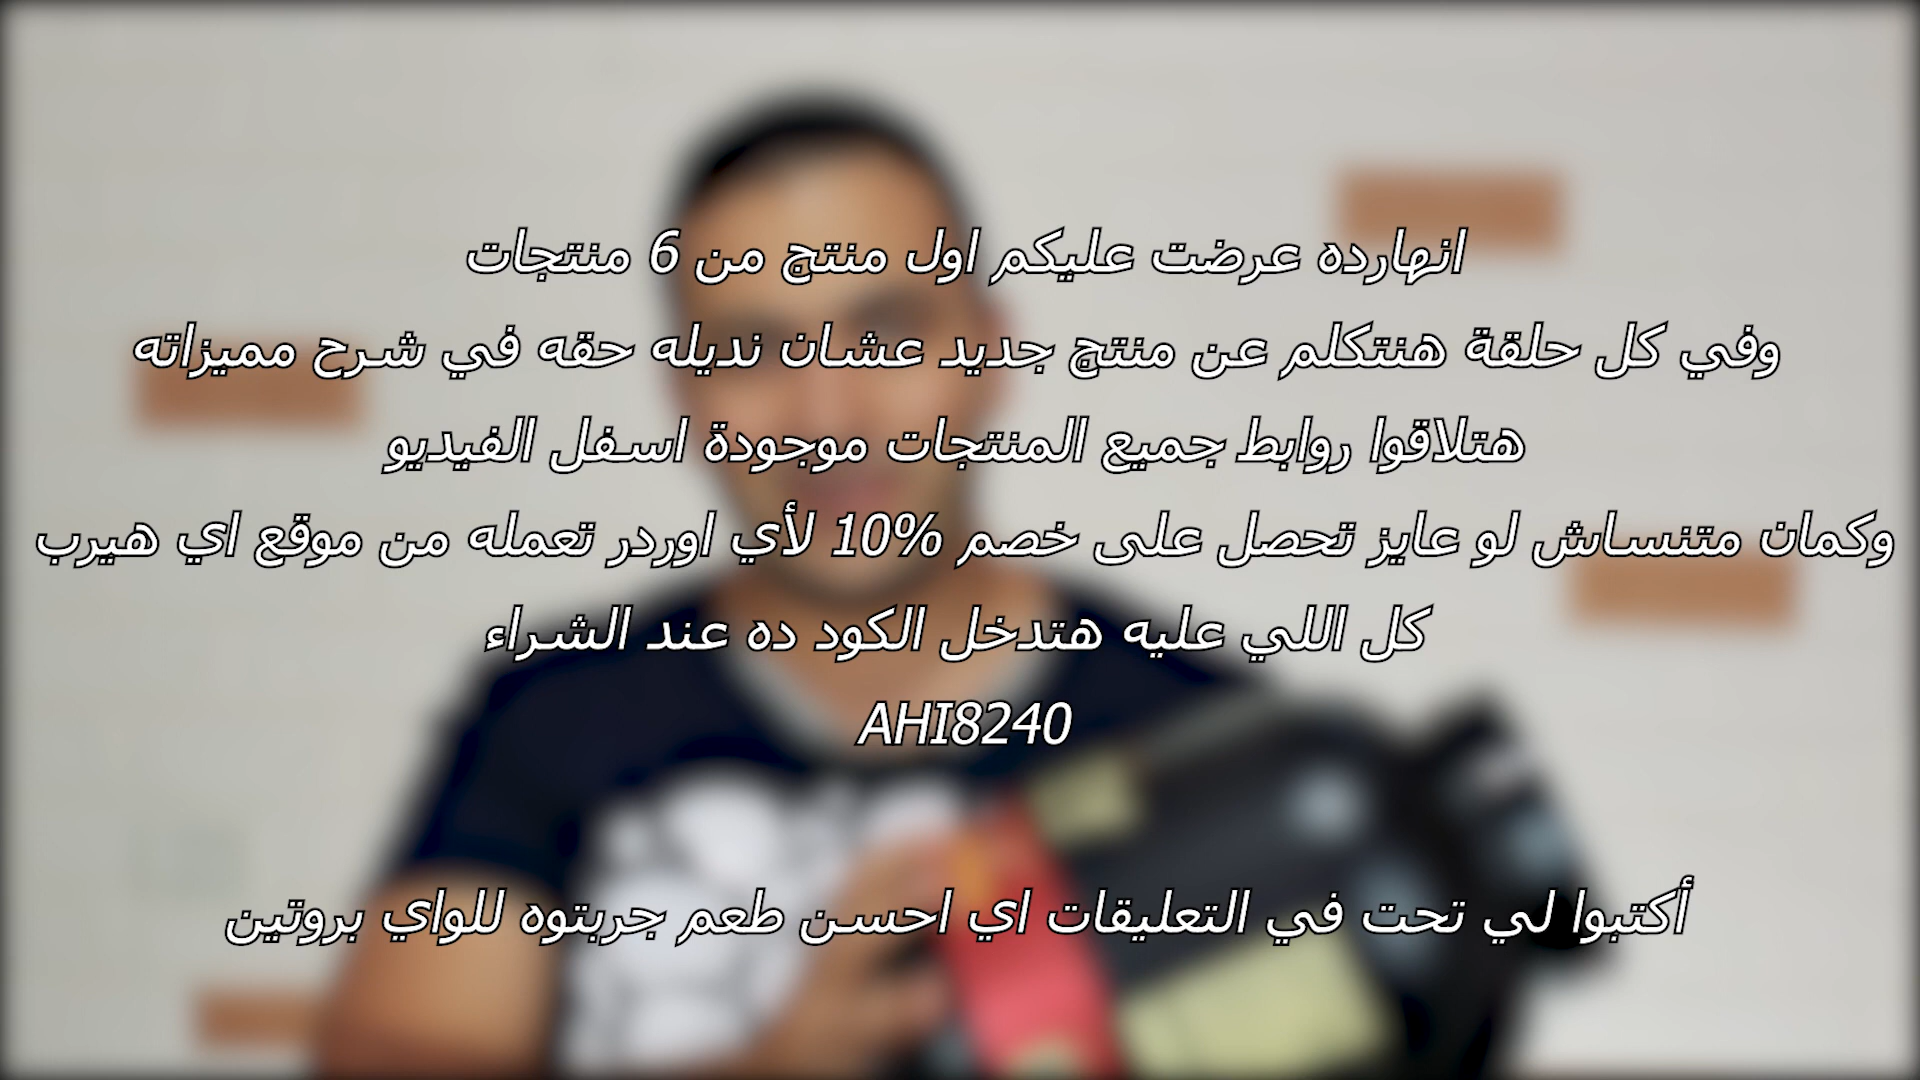 انهارده عرضت عليكم اول منتج من 6 منتجات
وفي كل حلقة هنتكلم عن منتج جديد عشان نديله حقه في شرح مميزاته
هتلاقوا روابط جميع المنتجات موجودة اسفل الفيديو
وكمان متنساش لو عايز تحصل على خصم 10% لأي اوردر تعمله من موقع اي هيرب
كل اللي عليه هتدخل الكود ده عند الشراء
AHI8240
أكتبوا لي تحت في التعليقات اي احسن طعم جربتوه للواي بروتين